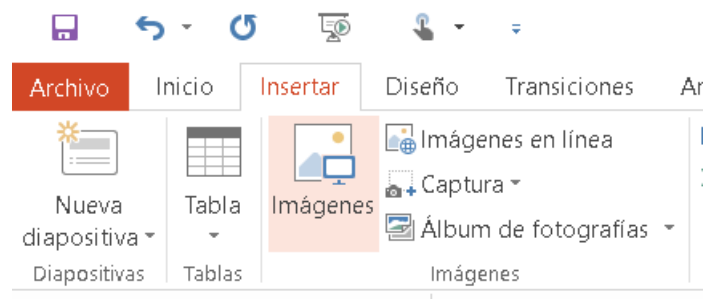 Archivo Inicio Insertar Diseño Transiciones
Nueva diapositiva
Tabla
Imágenes
Imágenes en línea
Captura
Álbum de fotografías
Diapositivas Tablas Imágenes